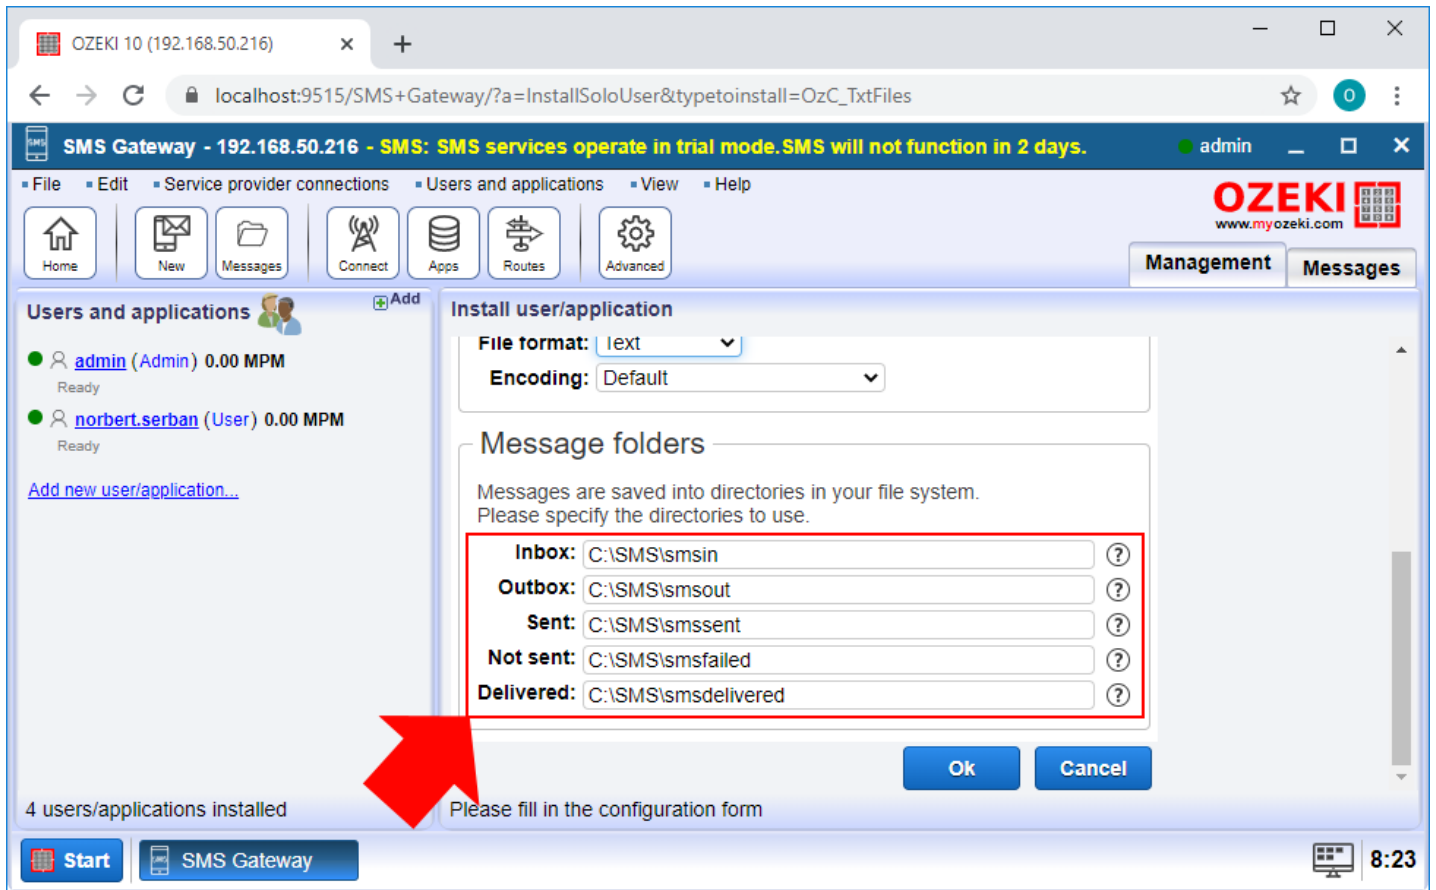 OZEKI 10 (192.168.50.216)
localhost:9515/SMS+Gateway/?a=InstallSoloUser&typetoinstall=OzC_TxtFiles
O
SMS
SMS Gateway - 192.168.50.216 - SMS: SMS services operate in trial mode.SMS will not function in 2 days.
admin
File Edit Service provider connections Users and applications View Help
OZEKI
www.myozeki.com
Home New Messages Connect Apps Routes Advanced
Management Messages
Users and applications
Add
admin (Admin) 0.00 MPM
Ready
norbert.serban (User) 0.00 MPM
Ready
Add new user/application...
4 users/applications installed
Install user/application
File format: Text
Encoding: Default
Message folders
Messages are saved into directories in your file system.
Please specify the directories to use.
Inbox: C:\SMS\smsin ?
Outbox: C:\SMS\smsout ?
Sent: C:\SMS\smssent ?
Not sent: C:\SMS\smsfailed ?
Delivered: C:\SMS\smsdelivered ?
Ok Cancel
Please fill in the configuration form
Start SMS Gateway 8:23